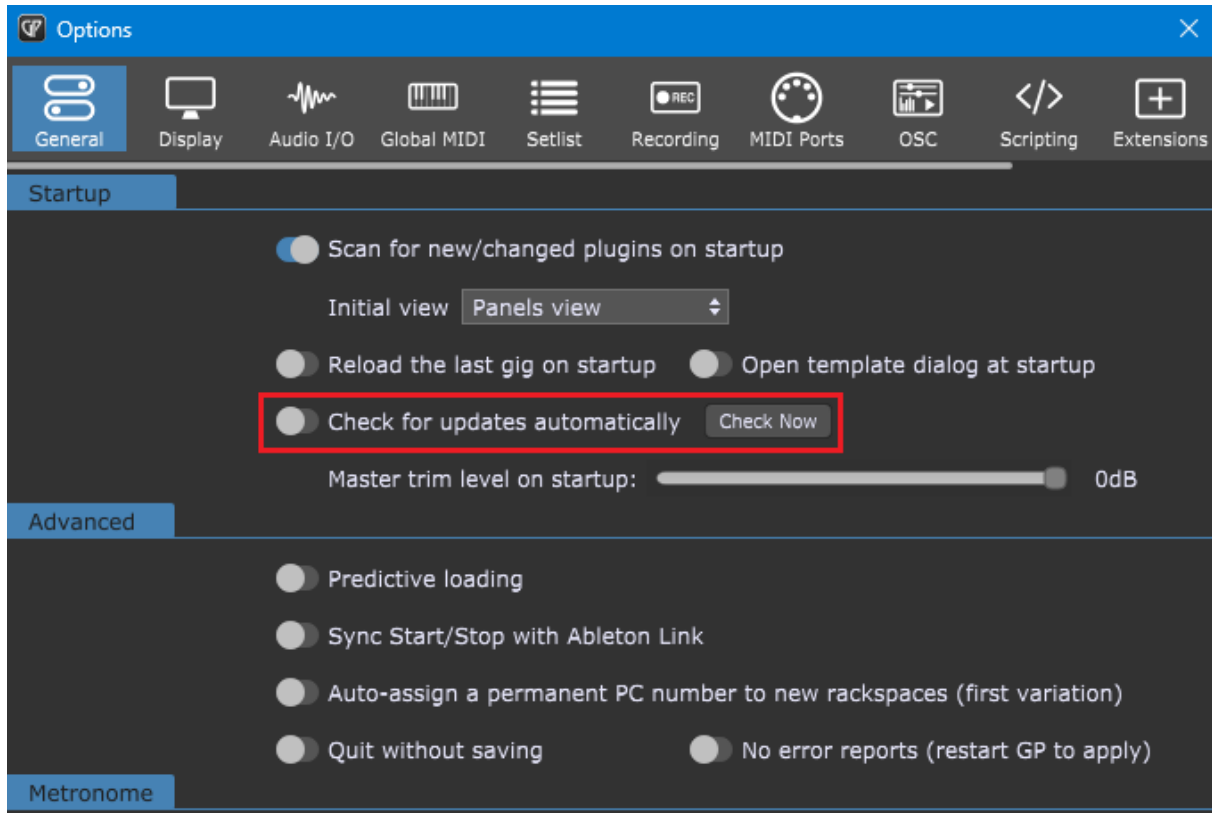 GP Options
General Display Audio I/O Global MIDI Setlist REC Recording MIDI Ports OSC </> Scripting Extensions
Startup
Scan for new/changed plugins on startup
Initial view Panels view
Reload the last gig on startup Open template dialog at startup
Check for updates automatically Check Now
Master trim level on startup: 0dB
Advanced
Predictive loading
Sync Start/Stop with Ableton Link
Auto-assign a permanent PC number to new rackspaces (first variation)
Quit without saving No error reports (restart GP to apply)
Metronome